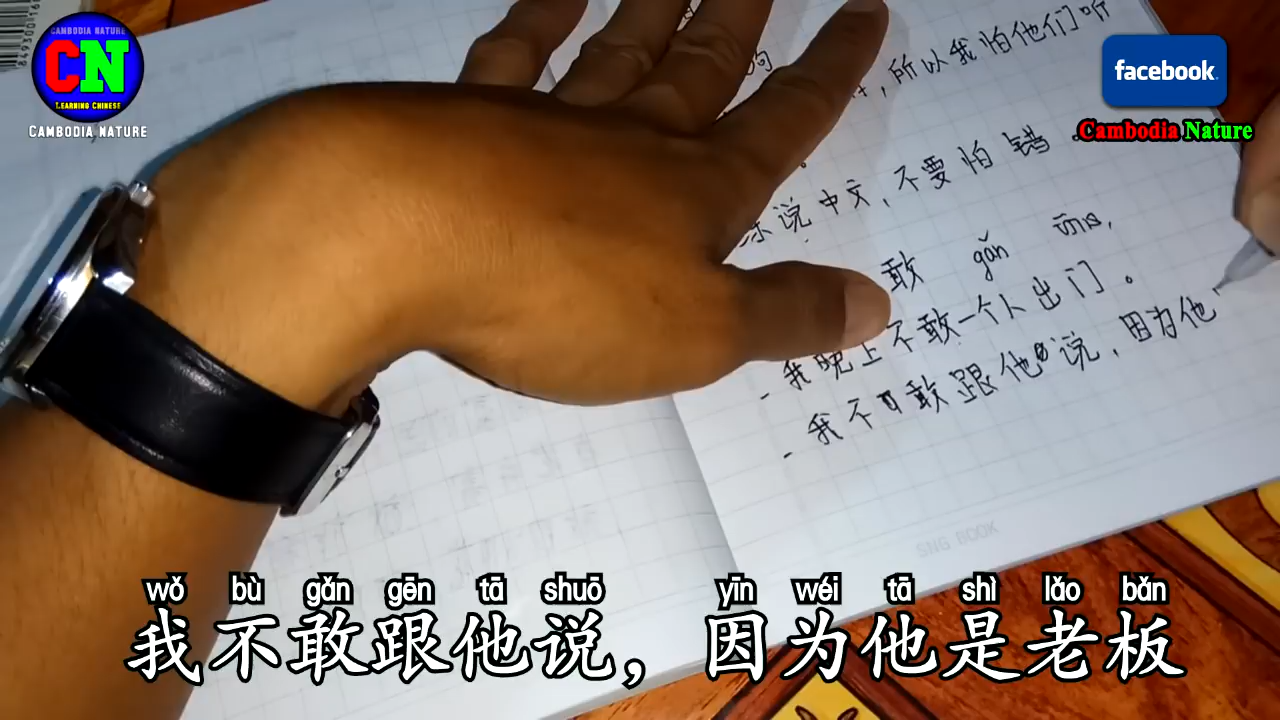 CAMBODIA NATURE
CN
LEARNING CHINESE
CAMBODIA NATURE
facebook
Cambodia Nature
的
，所以我怕他们听
说中文，不要怕错
敢 gǎn ហ៊ាន,
- 我晚上不敢一个人出门。
- 我不敢跟他说，因为他
SNG BOOK
wǒ bù gǎn gēn tā shuō yīn wéi tā shì lǎo bǎn
我不敢跟他说，因为他是老板